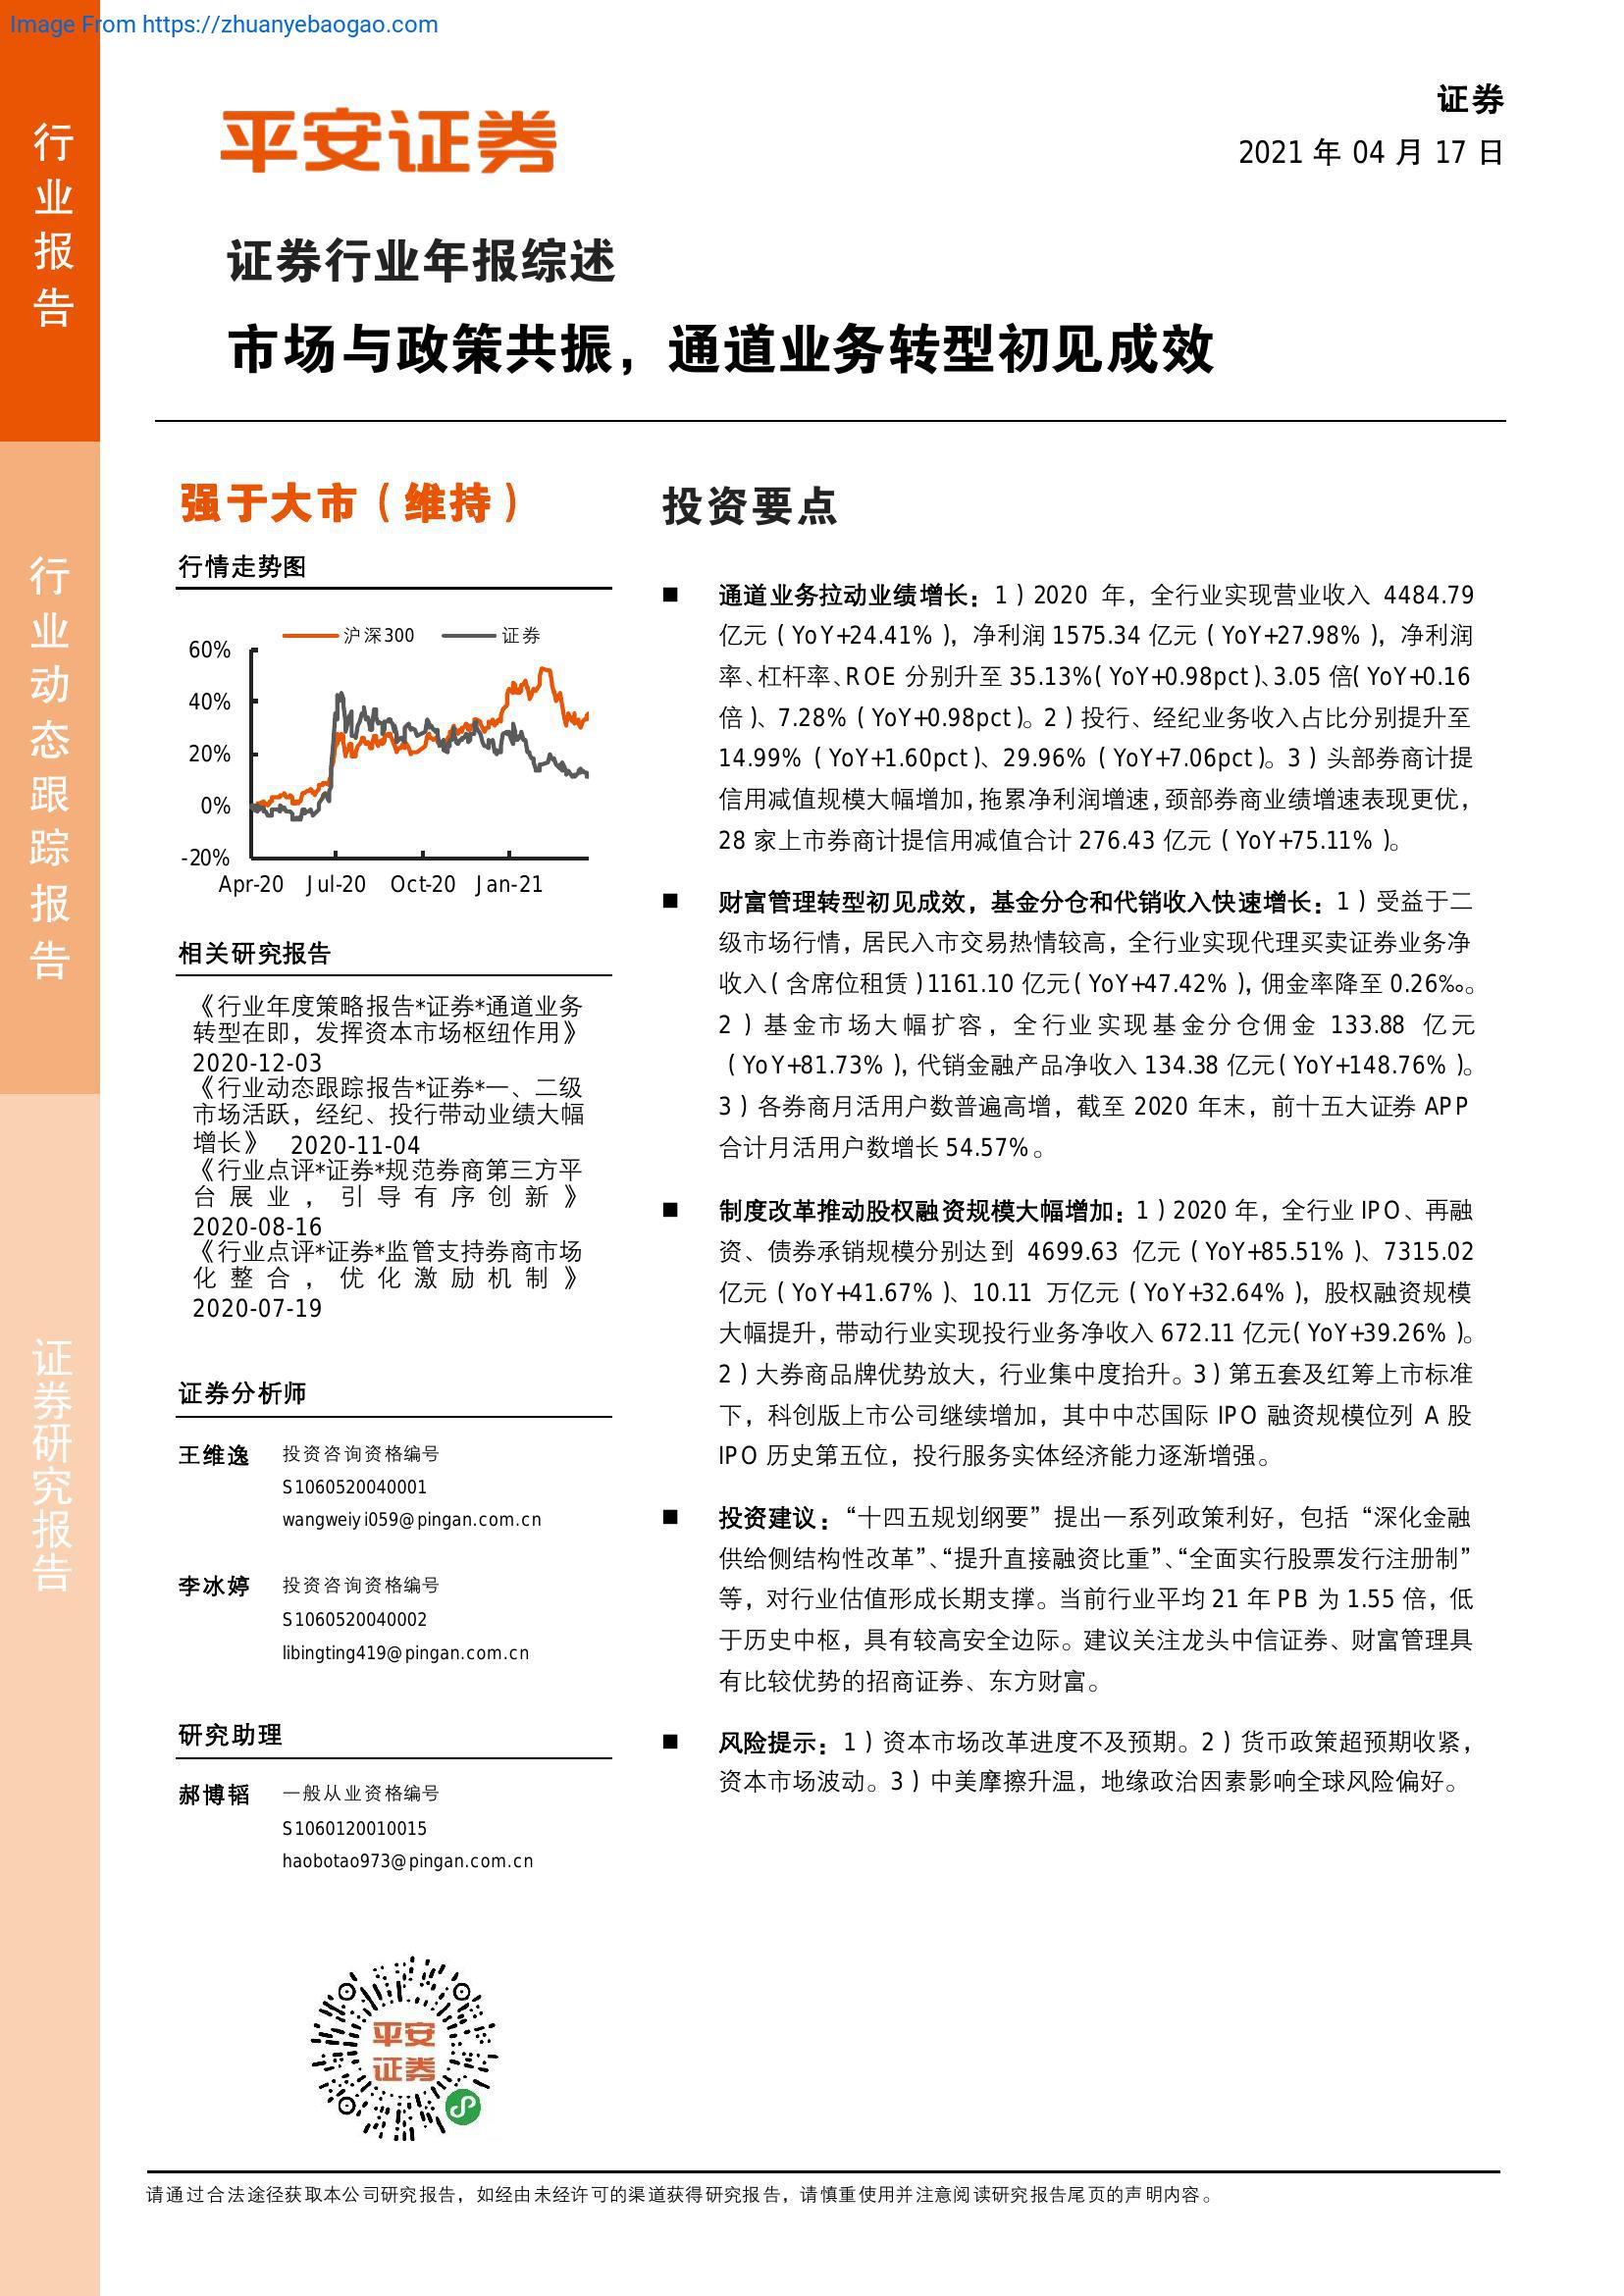 Image From https://zhuanyebaogao.com
行业报告
行业动态跟踪报告
证券研究报告
平安证券
证券
2021 年 04 月 17 日
证券行业年报综述
市场与政策共振，通道业务转型初见成效
强于大市（维持）
行情走势图
沪深300 证券
60%
40%
20%
0%
-20%
Apr-20 Jul-20 Oct-20 Jan-21
相关研究报告
《行业年度策略报告*证券*通道业务
转型在即，发挥资本市场枢纽作用》
2020-12-03
《行业动态跟踪报告*证券*一、二级
市场活跃，经纪、投行带动业绩大幅
增长》 2020-11-04
《行业点评*证券*规范券商第三方平
台展业，引导有序创新》
2020-08-16
《行业点评*证券*监管支持券商市场
化整合，优化激励机制》
2020-07-19
证券分析师
王维逸 投资咨询资格编号
S1060520040001
wangweiyi059@pingan.com.cn
李冰婷 投资咨询资格编号
S1060520040002
libingting419@pingan.com.cn
研究助理
郝博韬 一般从业资格编号
S1060120010015
haobotao973@pingan.com.cn
平安
证券
投资要点
■ 通道业务拉动业绩增长：1）2020 年，全行业实现营业收入 4484.79
亿元（YoY+24.41%），净利润 1575.34 亿元（YoY+27.98%），净利润
率、杠杆率、ROE 分别升至 35.13%（YoY+0.98pct）、3.05 倍（YoY+0.16
倍）、7.28%（YoY+0.98pct）。2）投行、经纪业务收入占比分别提升至
14.99%（YoY+1.60pct）、29.96%（YoY+7.06pct）。3）头部券商计提
信用减值规模大幅增加，拖累净利润增速，颈部券商业绩增速表现更优，
28 家上市券商计提信用减值合计 276.43 亿元（YoY+75.11%）。
■ 财富管理转型初见成效，基金分仓和代销收入快速增长：1）受益于二
级市场行情，居民入市交易热情较高，全行业实现代理买卖证券业务净
收入（含席位租赁）1161.10 亿元（YoY+47.42%），佣金率降至 0.26‰。
2）基金市场大幅扩容，全行业实现基金分仓佣金 133.88 亿元
（YoY+81.73%），代销金融产品净收入 134.38 亿元（YoY+148.76%）。
3）各券商月活用户数普遍高增，截至 2020 年末，前十五大证券 APP
合计月活用户数增长 54.57%。
■ 制度改革推动股权融资规模大幅增加：1）2020 年，全行业 IPO、再融
资、债券承销规模分别达到 4699.63 亿元（YoY+85.51%）、7315.02
亿元（YoY+41.67%）、10.11 万亿元（YoY+32.64%），股权融资规模
大幅提升，带动行业实现投行业务净收入 672.11 亿元（YoY+39.26%）。
2）大券商品牌优势放大，行业集中度抬升。3）第五套及红筹上市标准
下，科创版上市公司继续增加，其中中芯国际 IPO 融资规模位列 A 股
IPO 历史第五位，投行服务实体经济能力逐渐增强。
■ 投资建议：“十四五规划纲要”提出一系列政策利好，包括“深化金融
供给侧结构性改革”、“提升直接融资比重”、“全面实行股票发行注册制”
等，对行业估值形成长期支撑。当前行业平均 21 年 PB 为 1.55 倍，低
于历史中枢，具有较高安全边际。建议关注龙头中信证券、财富管理具
有比较优势的招商证券、东方财富。
■ 风险提示：1）资本市场改革进度不及预期。2）货币政策超预期收紧，
资本市场波动。3）中美摩擦升温，地缘政治因素影响全球风险偏好。
请通过合法途径获取本公司研究报告，如经由未经许可的渠道获得研究报告，请慎重使用并注意阅读研究报告尾页的声明内容。